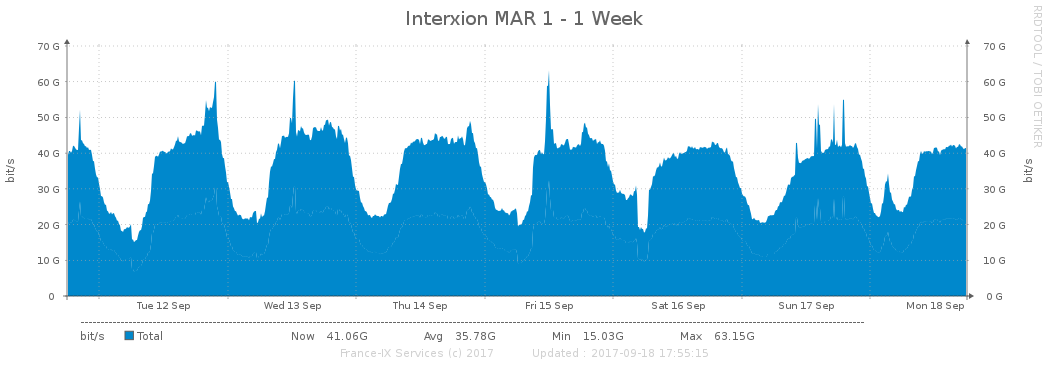 Interxion MAR 1 - 1 Week
RRDTOOL / TOBI OETIKER
bit/s
70 G 70 G
60 G 60 G
50 G 50 G
40 G 40 G
30 G 30 G
20 G 20 G
10 G 10 G
0 0 G
bit/s
Tue 12 Sep Wed 13 Sep Thu 14 Sep Fri 15 Sep Sat 16 Sep Sun 17 Sep Mon 18 Sep
bit/s Total Now 41.06G Avg 35.78G Min 15.03G Max 63.15G
France-IX Services (c) 2017 Updated : 2017-09-18 17:55:15